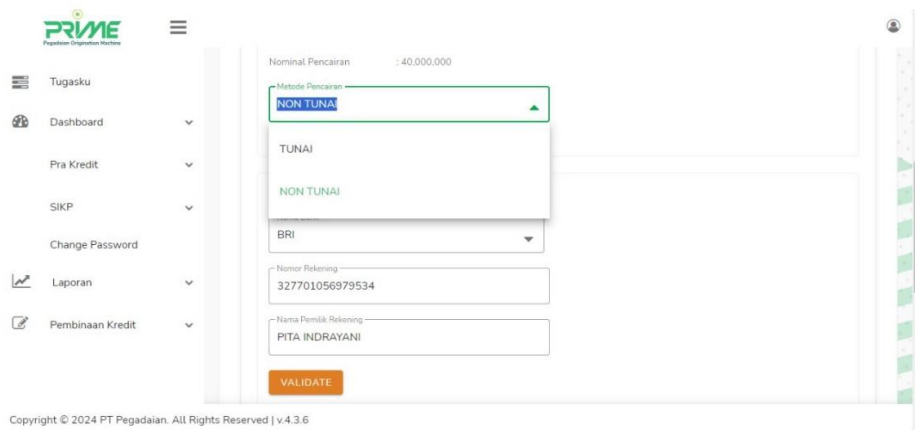 PRIME
Pegadaian Origination Machine
Tugasku
Dashboard
Pra Kredit
SIKP
Change Password
Laporan
Pembinaan Kredit
Nominal Pencairan : 40,000,000
Metode Pencairan
NON TUNAI
TUNAI
NON TUNAI
BRI
Nomor Rekening
327701056979534
Nama Pemilik Rekening
PITA INDRAYANI
VALIDATE
Copyright © 2024 PT Pegadaian. All Rights Reserved | v.4.3.6